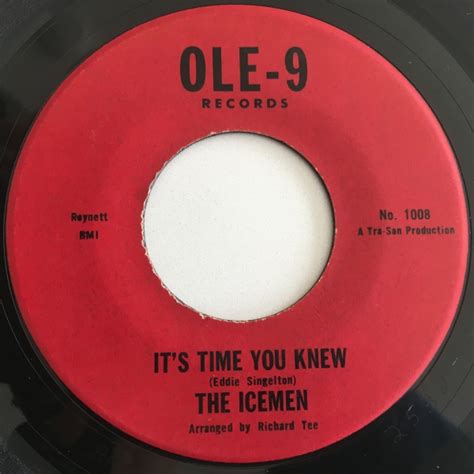 OLE-9
RECORDS
Raynett
BMI
No. 1008
A Tra-San Production
IT'S TIME YOU KNEW
(Eddie Singelton)
THE ICEMEN
Arranged by Richard Tee